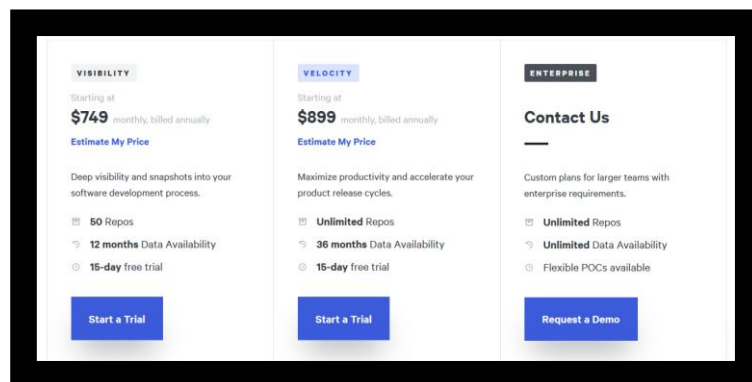 VISIBILITY
Starting at
$749 monthly, billed annually
Estimate My Price
Deep visibility and snapshots into your
software development process.
50 Repos
12 months Data Availability
15-day free trial
Start a Trial
VELOCITY
Starting at
$899 monthly, billed annually
Estimate My Price
Maximize productivity and accelerate your
product release cycles.
Unlimited Repos
36 months Data Availability
15-day free trial
Start a Trial
ENTERPRISE
Contact Us
Custom plans for larger teams with
enterprise requirements.
Unlimited Repos
Unlimited Data Availability
Flexible POCs available
Request a Demo